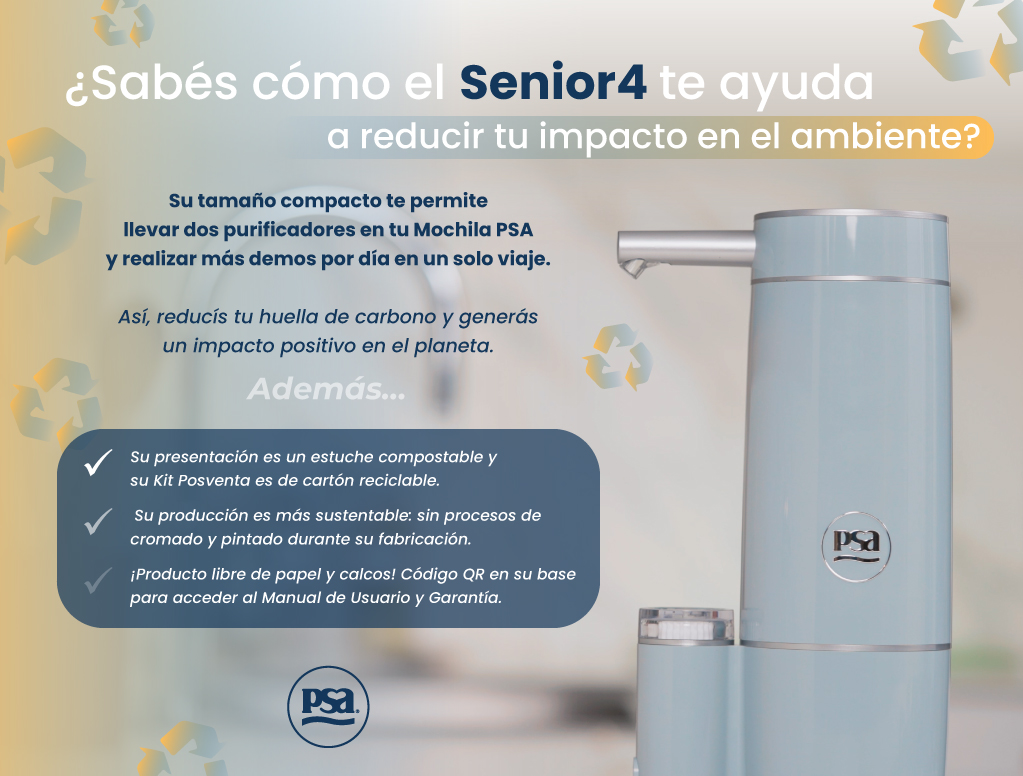 ¿Sabés cómo el Senior4 te ayuda
a reducir tu impacto en el ambiente?
Su tamaño compacto te permite
llevar dos purificadores en tu Mochila PSA
y realizar más demos por día en un solo viaje.
Así, reducís tu huella de carbono y generás
un impacto positivo en el planeta.
Además...
Su presentación es un estuche compostable y
su Kit Posventa es de cartón reciclable.
Su producción es más sustentable: sin procesos de
cromado y pintado durante su fabricación.
¡Producto libre de papel y calcos! Código QR en su base
para acceder al Manual de Usuario y Garantía.
psa
psa®